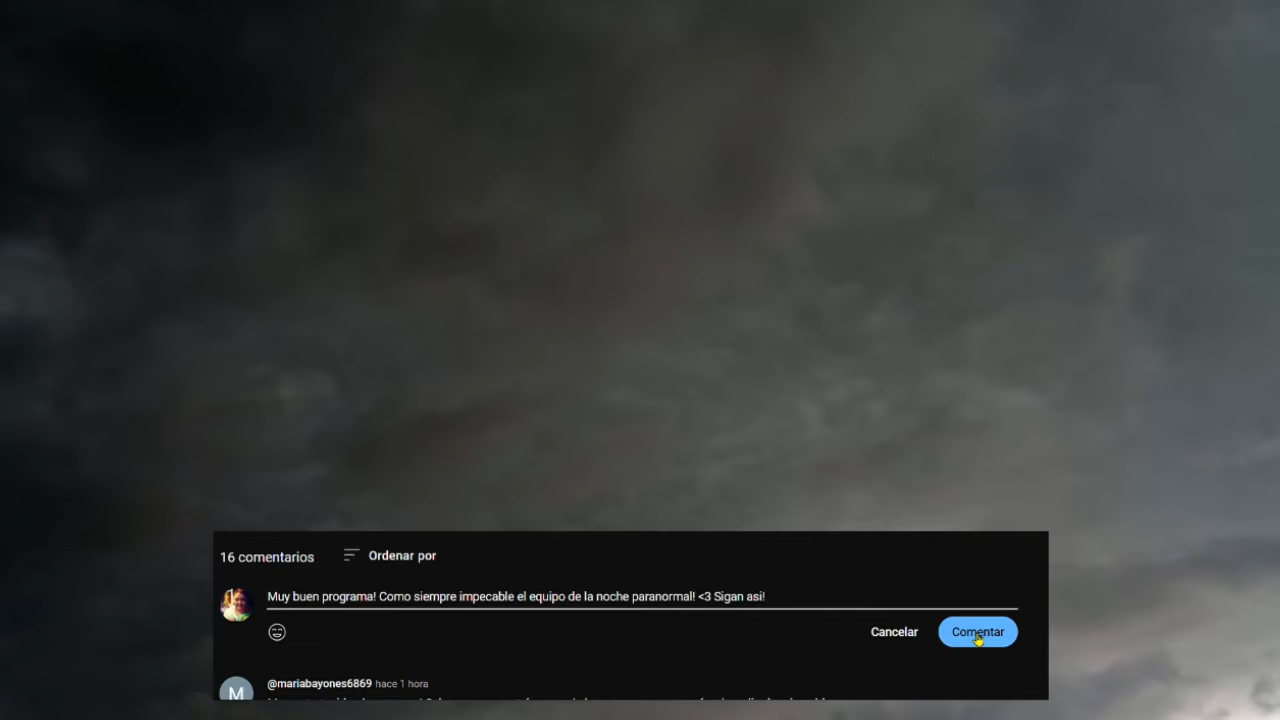 16 comentarios
Ordenar por
Muy buen programa! Como siempre impecable el equipo de la noche paranormal! <3 Sigan asi!
Cancelar
Comentar
M
@mariabayones6869 hace 1 hora